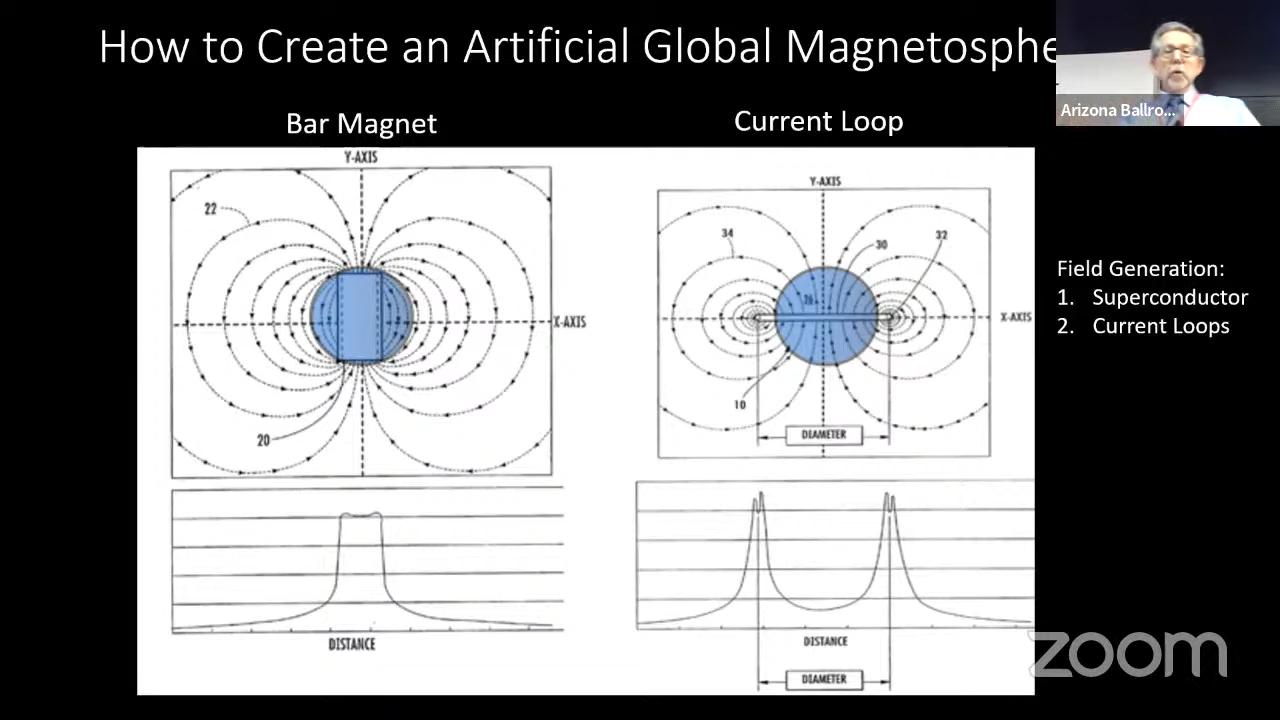 How to Create an Artificial Global Magnetosphe
Arizona Ballro...
Bar Magnet
Current Loop
Y-AXIS
22
X-AXIS
20
DISTANCE
Y-AXIS
34
30
32
X-AXIS
10
DIAMETER
DISTANCE
DIAMETER
Field Generation:
1. Superconductor
2. Current Loops
zoom